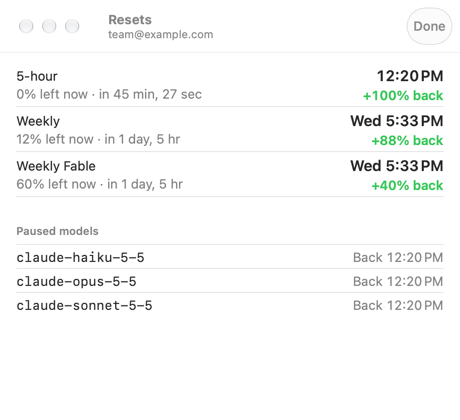 Resets
team@example.com
Done
5-hour
12:20 PM
0% left now · in 45 min, 27 sec
+100% back
Weekly
Wed 5:33 PM
12% left now · in 1 day, 5 hr
+88% back
Weekly Fable
Wed 5:33 PM
60% left now · in 1 day, 5 hr
+40% back
Paused models
claude-haiku-5-5
Back 12:20 PM
claude-opus-5-5
Back 12:20 PM
claude-sonnet-5-5
Back 12:20 PM